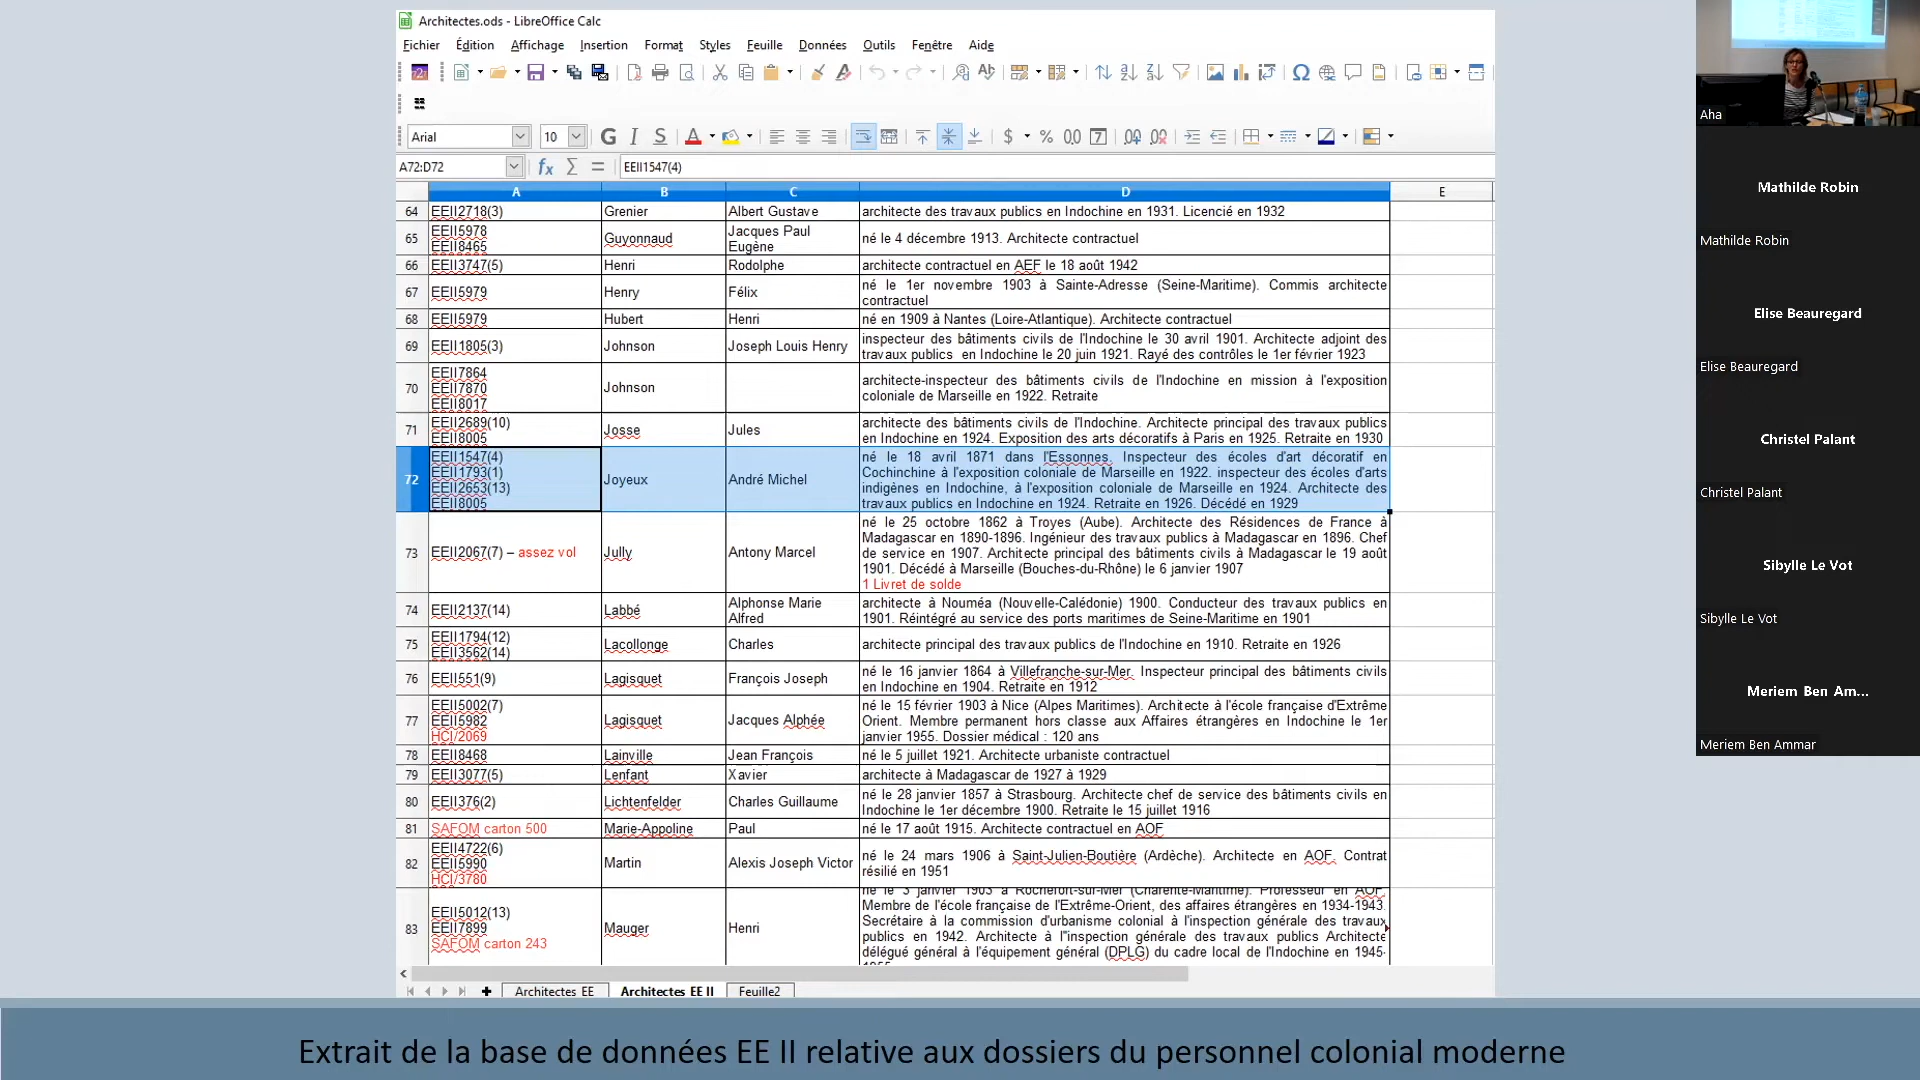 Architectes.ods - LibreOffice Calc
Fichier Édition Affichage Insertion Format Styles Feuille Données Outils Fenêtre Aide
Arial 10 G I S
A72:D72 EEII1547(4)
A B C D E
64 EEII2718(3) Grenier Albert Gustave architecte des travaux publics en Indochine en 1931. Licencié en 1932
65 EEII5978 Guyonnaud Jacques Paul né le 4 décembre 1913. Architecte contractuel
EEII8465 Eugène
66 EEII3747(5) Henri Rodolphe architecte contractuel en AEF le 18 août 1942
67 EEII5979 Henry Félix né le 1er novembre 1903 à Sainte-Adresse (Seine-Maritime). Commis architecte
contractuel
68 EEII5979 Hubert Henri né en 1909 à Nantes (Loire-Atlantique). Architecte contractuel
69 EEII1805(3) Johnson Joseph Louis Henry inspecteur des bâtiments civils de l'Indochine le 30 avril 1901. Architecte adjoint des
travaux publics en Indochine le 20 juin 1921. Rayé des contrôles le 1er février 1923
70 EEII7864 Johnson architecte-inspecteur des bâtiments civils de l'Indochine en mission à l'exposition
EEII7870 coloniale de Marseille en 1922. Retraite
EEII8017
71 EEII2689(10) Josse Jules architecte des bâtiments civils de l'Indochine. Architecte principal des travaux publics
EEII8005 en Indochine en 1924. Exposition des arts décoratifs à Paris en 1925. Retraite en 1930
72 EEII1547(4) Joyeux André Michel né le 18 avril 1871 dans l'Essonnes. Inspecteur des écoles d'art décoratif en
EEII1793(1) Cochinchine à l'exposition coloniale de Marseille en 1922. inspecteur des écoles d'arts
EEII2653(13) indigènes en Indochine, à l'exposition coloniale de Marseille en 1924. Architecte des
EEII8005 travaux publics en Indochine en 1924. Retraite en 1926. Décédé en 1929
73 EEII2067(7) – assez vol Jully Antony Marcel né le 25 octobre 1862 à Troyes (Aube). Architecte des Résidences de France à
Madagascar en 1890-1896. Ingénieur des travaux publics à Madagascar en 1896. Chef
de service en 1907. Architecte principal des bâtiments civils à Madagascar le 19 août
1901. Décédé à Marseille (Bouches-du-Rhône) le 6 janvier 1907
1 Livret de solde
74 EEII2137(14) Labbé Alphonse Marie architecte à Nouméa (Nouvelle-Calédonie) 1900. Conducteur des travaux publics en
Alfred 1901. Réintégré au service des ports maritimes de Seine-Maritime en 1901
75 EEII1794(12) Lacollonge Charles architecte principal des travaux publics de l'Indochine en 1910. Retraite en 1926
EEII3562(14)
76 EEII551(9) Lagisquet François Joseph né le 16 janvier 1864 à Villefranche-sur-Mer. Inspecteur principal des bâtiments civils
en Indochine en 1904. Retraite en 1912
77 EEII5002(7) Lagisquet Jacques Alphée né le 15 février 1903 à Nice (Alpes Maritimes). Architecte à l'école française d'Extrême
EEII5982 Orient. Membre permanent hors classe aux Affaires étrangères en Indochine le 1er
HCI/2069 janvier 1955. Dossier médical : 120 ans
78 EEII8468 Lainville Jean François né le 5 juillet 1921. Architecte urbaniste contractuel
79 EEII3077(5) Lenfant Xavier architecte à Madagascar de 1927 à 1929
80 EEII376(2) Lichtenfelder Charles Guillaume né le 28 janvier 1857 à Strasbourg. Architecte chef de service des bâtiments civils en
Indochine le 1er décembre 1900. Retraite le 15 juillet 1916
81 SAFOM carton 500 Marie-Appoline Paul né le 17 août 1915. Architecte contractuel en AOF
82 EEII4722(6) Martin Alexis Joseph Victor né le 24 mars 1906 à Saint-Julien-Boutière (Ardèche). Architecte en AOF. Contrat
EEII5990 résilié en 1951
HCI/3780
83 EEII5012(13) Mauger Henri né le 3 janvier 1903 à Rochefort-sur-Mer (Charente-Maritime). Professeur en AOF.
EEII7899 Membre de l'école française de l'Extrême-Orient, des affaires étrangères en 1934-1943.
SAFOM carton 243 Secrétaire à la commission d'urbanisme colonial à l'inspection générale des travaux
publics en 1942. Architecte à l''inspection générale des travaux publics Architecte
délégué général à l'équipement général (DPLG) du cadre local de l'Indochine en 1945-
Architectes EE Architectes EE II Feuille2
Extrait de la base de données EE II relative aux dossiers du personnel colonial moderne
Aha
Mathilde Robin
Mathilde Robin
Elise Beauregard
Elise Beauregard
Christel Palant
Christel Palant
Sibylle Le Vot
Sibylle Le Vot
Meriem Ben Am...
Meriem Ben Ammar